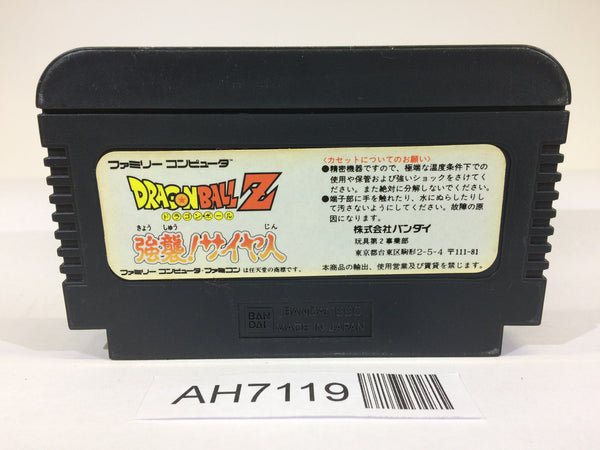 ファミリー コンピュータ™
DRAGON BALL Z
ドラゴンボール
きょう しゅう じん
強襲!サイヤ人
ファミリー コンピュータ・ファミコン は任天堂の商標です。
〈カセットについてのお願い〉
●精密機器ですので、極端な温度条件下での
使用や保管および強いショックをさけてく
ださい。また絶対に分解しないでください。
●端子部に手を触れたり、水にぬらしたりし
て汚さないようにしてください。故障の原
因になります。
株式会社バンダイ
玩具第2事業部
東京都台東区駒形2-5-4 〒111-81
本商品の輸出、使用営業及び賃貸を禁じます。
BAN
DAI
MADE IN JAPAN
AH7119